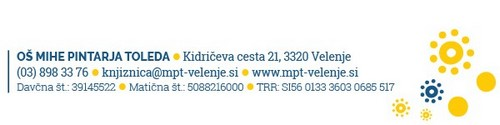 OŠ MIHE PINTARJA TOLEDA • Kidričeva cesta 21, 3320 Velenje
(03) 898 33 76 • knjiznica@mpt-velenje.si • www.mpt-velenje.si
Davčna št.: 39145522 • Matična št.: 5088216000 • TRR: SI56 0133 3603 0685 517